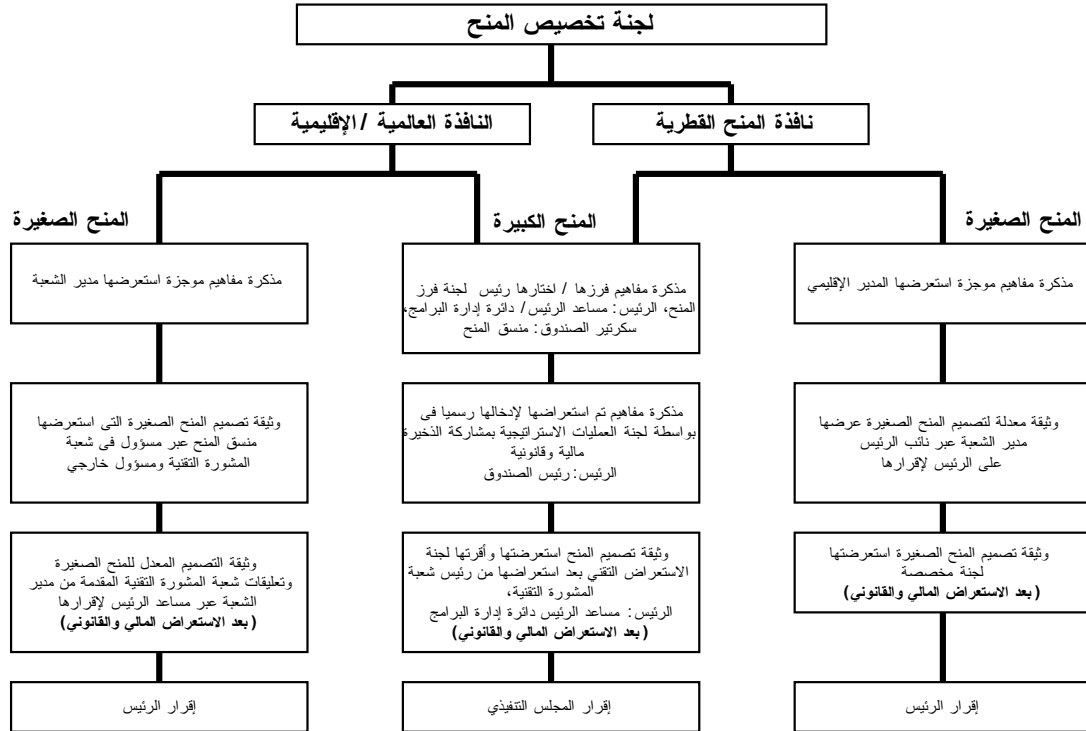 لجنة تخصيص المنح
نافذة المنح القطرية
النافذة العالمية / الإقليمية
المنح الصغيرة
المنح الكبيرة
المنح الصغيرة
مذكرة مفاهيم موجزة استعرضها المدير الإقليمي
مذكرة مفاهيم فرزها / اختارها رئيس لجنة فرز
المنح، الرئيس: مساعد الرئيس/ دائرة إدارة البرامج،
سكرتير الصندوق: منسق المنح
مذكرة مفاهيم موجزة استعرضها مدير الشعبة
وثيقة معدلة لتصميم المنح الصغيرة عرضها
مدير الشعبة عبر نائب الرئيس
على الرئيس لإقرارها
مذكرة مفاهيم تم استعراضها لإدخالها رسميا فى
بواسطة لجنة العمليات الاستراتيجية بمشاركة الذخيرة
مالية وقانونية
الرئيس: رئيس الصندوق
وثيقة تصميم المنح الصغيرة التى استعرضها
منسق المنح عبر مسؤول فى شعبة
المشورة التقنية ومسؤول خارجي
وثيقة تصميم المنح الصغيرة استعرضتها
لجنة مخصصة
(بعد الاستعراض المالي والقانوني)
وثيقة تصميم المنح استعرضتها وأقرتها لجنة
الاستعراض التقني بعد استعراضها من رئيس شعبة
المشورة التقنية،
الرئيس: مساعد الرئيس دائرة إدارة البرامج
(بعد الاستعراض المالي والقانوني)
وثيقة التصميم المعدل للمنح الصغيرة
وتعليقات شعبة المشورة التقنية المقدمة من مدير
الشعبة عبر مساعد الرئيس لإقرارها
(بعد الاستعراض المالي والقانوني)
إقرار الرئيس
إقرار المجلس التنفيذي
إقرار الرئيس